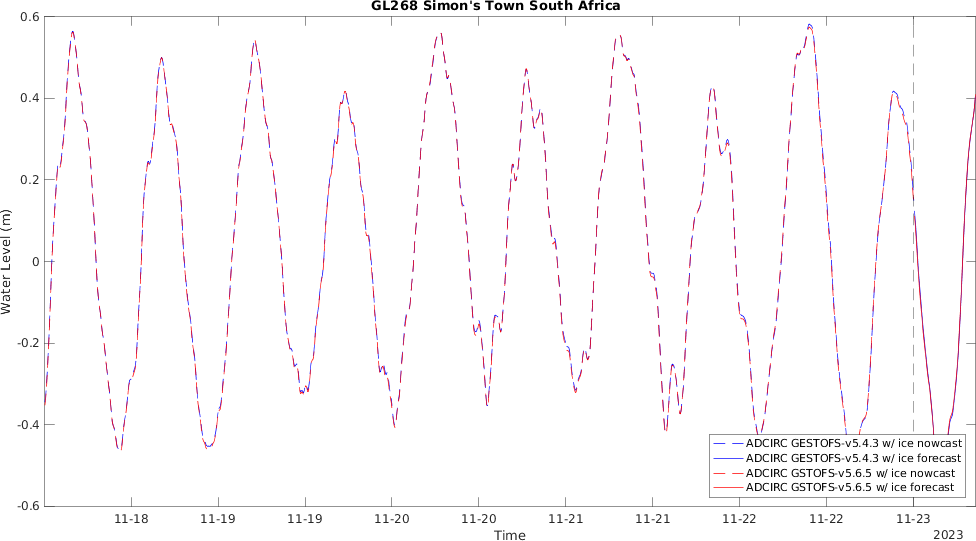 GL268 Simon's Town South Africa
0.6
0.4
0.2
0
-0.2
-0.4
-0.6
Water Level (m)
ADCIRC GESTOFS-v5.4.3 w/ ice nowcast
ADCIRC GESTOFS-v5.4.3 w/ ice forecast
ADCIRC GSTOFS-v5.6.5 w/ ice nowcast
ADCIRC GSTOFS-v5.6.5 w/ ice forecast
11-18 11-19 11-19 11-20 11-20 11-21 11-21 11-22 11-22 11-23
Time
2023